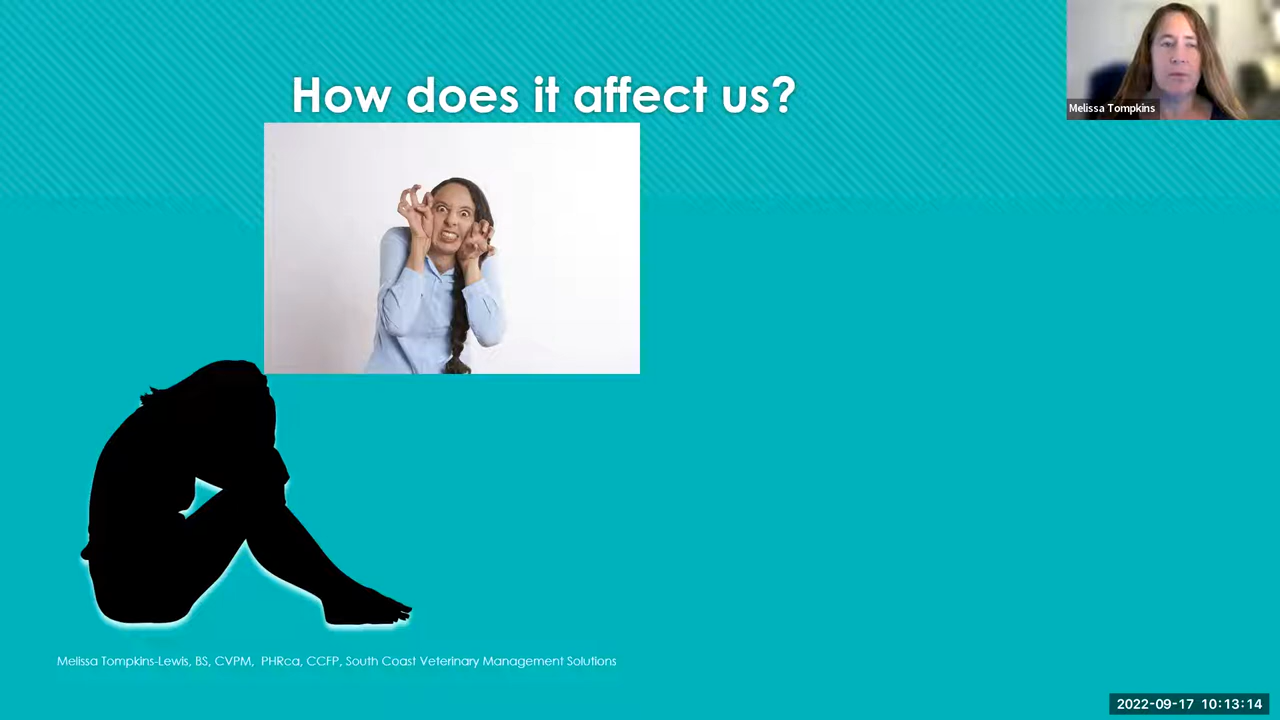 How does it affect us?
Melissa Tompkins
Melissa Tompkins-Lewis, BS, CVPM,  PHRca, CCFP, South Coast Veterinary Management Solutions
2022-09-17 10:13:14